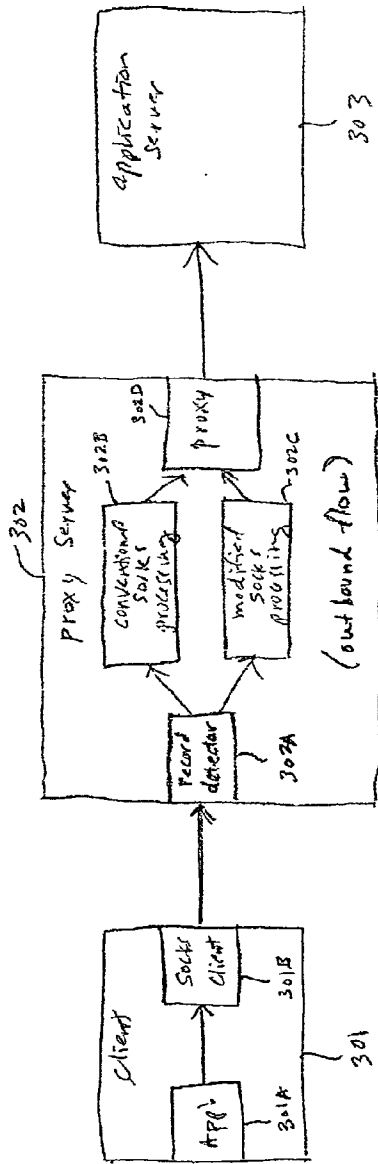 Client
Appl.
301A
Socks
Client
301B
301
302
Proxy Server
record
detector
302A
conventional
socks
processing
302B
modified
socks
processing
302C
proxy
302D
(outbound flow)
application
server
303